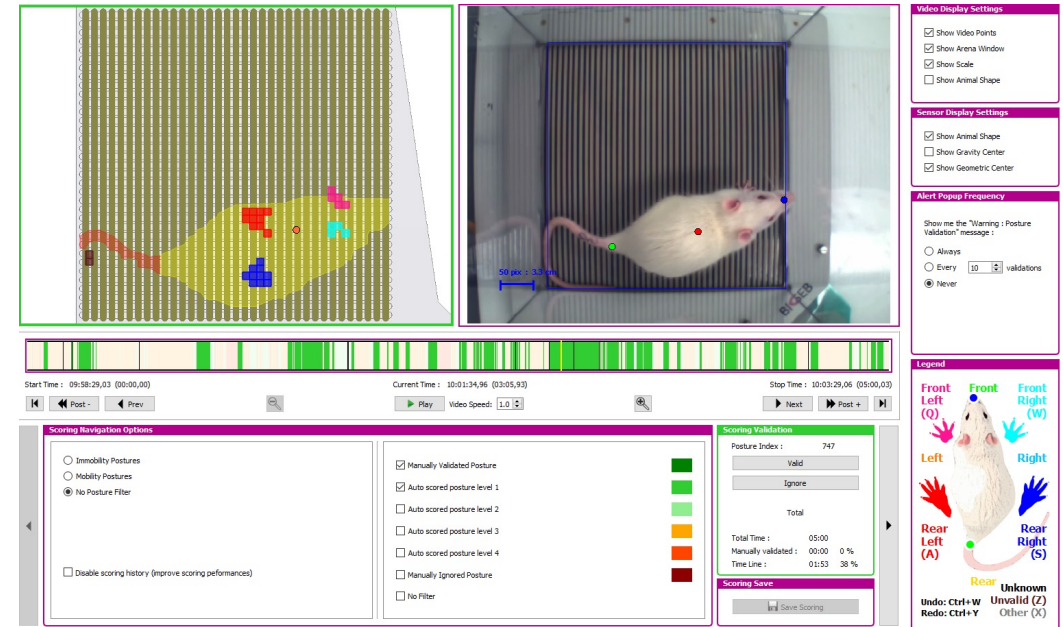 50 pix : 3.3 cm
BIOSEB
Video Display Settings
Show Video Points
Show Arena Window
Show Scale
Show Animal Shape
Sensor Display Settings
Show Animal Shape
Show Gravity Center
Show Geometric Center
Alert Popup Frequency
Show me the "Warning : Posture
Validation" message :
Always
Every 10 validations
Never
Start Time : 09:58:29,03 (00:00,00)
Current Time : 10:01:34,96 (03:05,93)
Stop Time : 10:03:29,06 (05:00,03)
Post -
Prev
Play
Video Speed: 1.0
Next
Post +
Scoring Navigation Options
Immobility Postures
Mobility Postures
No Posture Filter
Disable scoring history (improve scoring peformances)
Manually Validated Posture
Auto scored posture level 1
Auto scored posture level 2
Auto scored posture level 3
Auto scored posture level 4
Manually Ignored Posture
No Filter
Scoring Validation
Posture Index : 747
Valid
Ignore
Total
Total Time : 05:00
Manually validated : 00:00 0 %
Time Line : 01:53 38 %
Scoring Save
Save Scoring
Legend
Front Left (Q)
Front
Front Right (W)
Left
Right
Rear Left (A)
Rear Right (S)
Rear
Unknown
Undo: Ctrl+W Unvalid (Z)
Redo: Ctrl+Y Other (X)